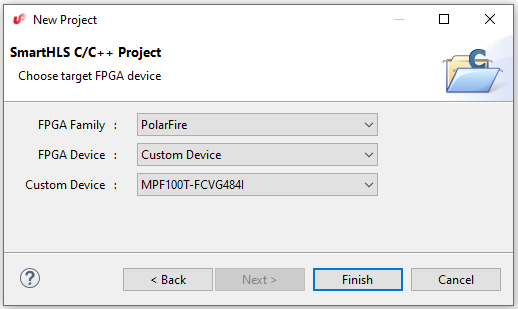 New Project
SmartHLS C/C++ Project
Choose target FPGA device
FPGA Family : PolarFire
FPGA Device : Custom Device
Custom Device : MPF100T-FCVG484I
? < Back Next > Finish Cancel